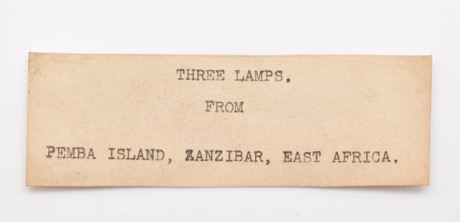 THREE LAMPS.
FROM
PEMBA ISLAND, ZANZIBAR, EAST AFRICA.